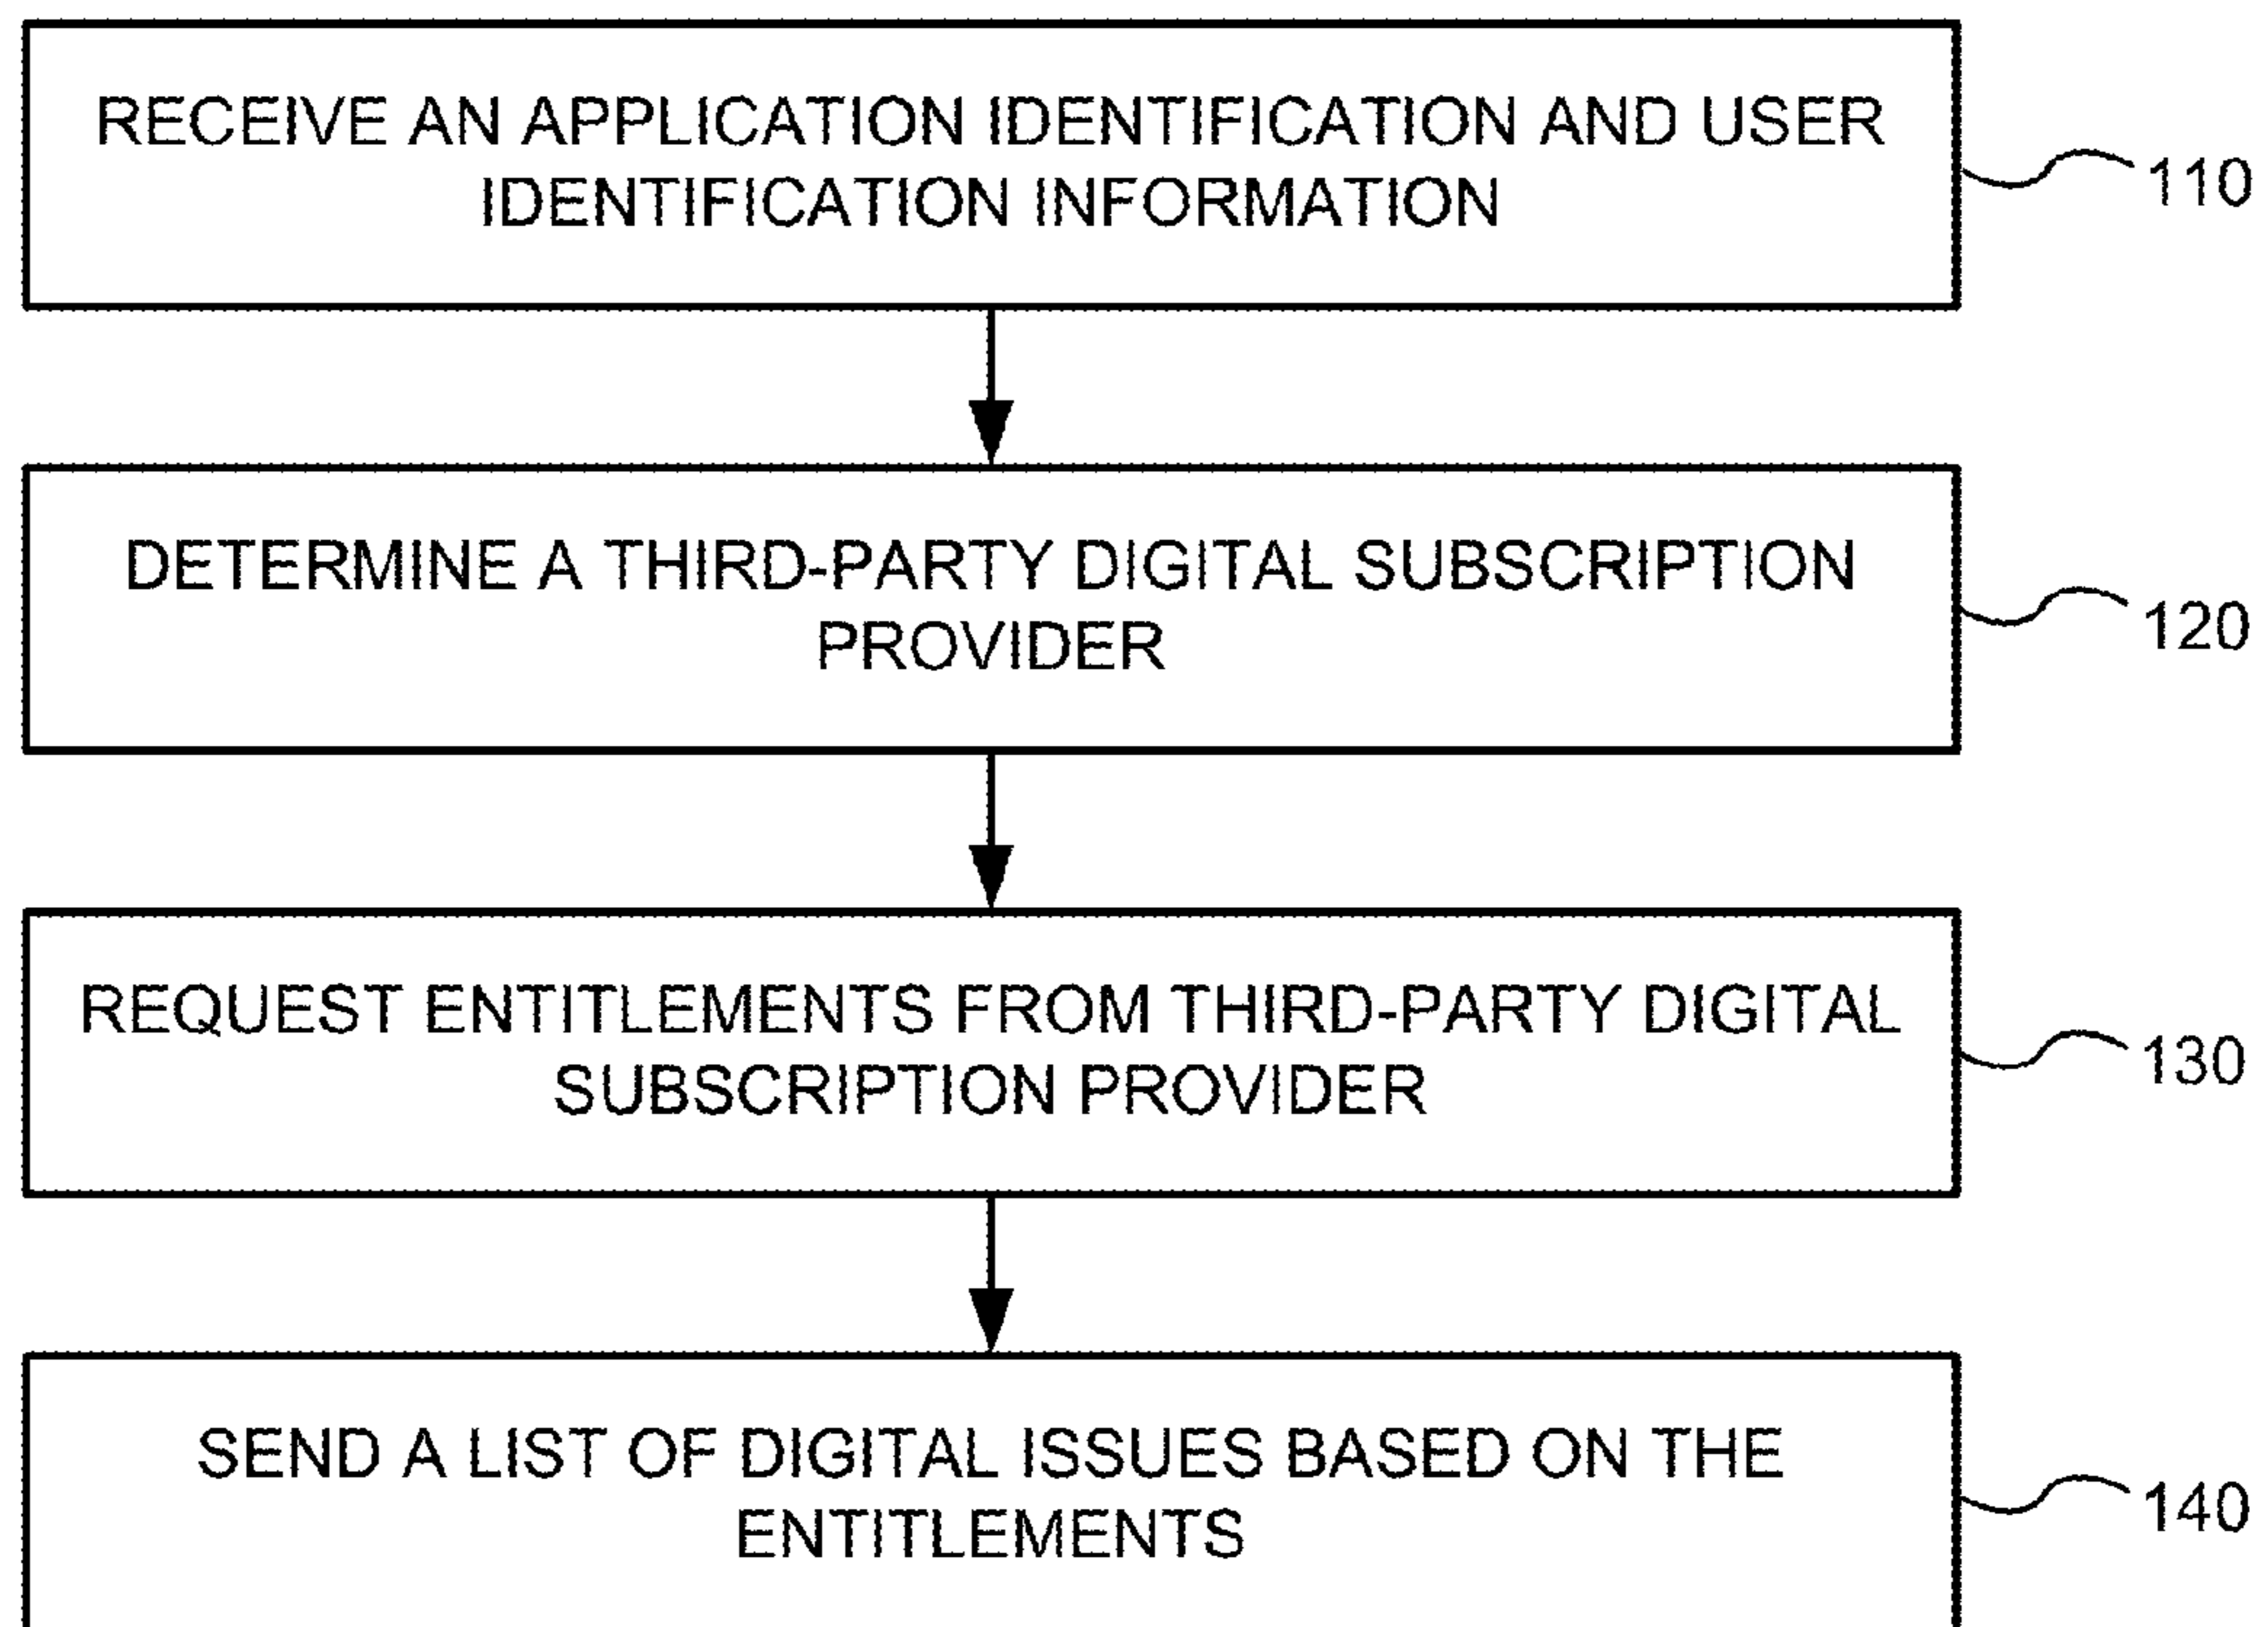 RECEIVE AN APPLICATION IDENTIFICATION AND USER
IDENTIFICATION INFORMATION
110
DETERMINE A THIRD-PARTY DIGITAL SUBSCRIPTION
PROVIDER
120
REQUEST ENTITLEMENTS FROM THIRD-PARTY DIGITAL
SUBSCRIPTION PROVIDER
130
SEND A LIST OF DIGITAL ISSUES BASED ON THE
ENTITLEMENTS
140